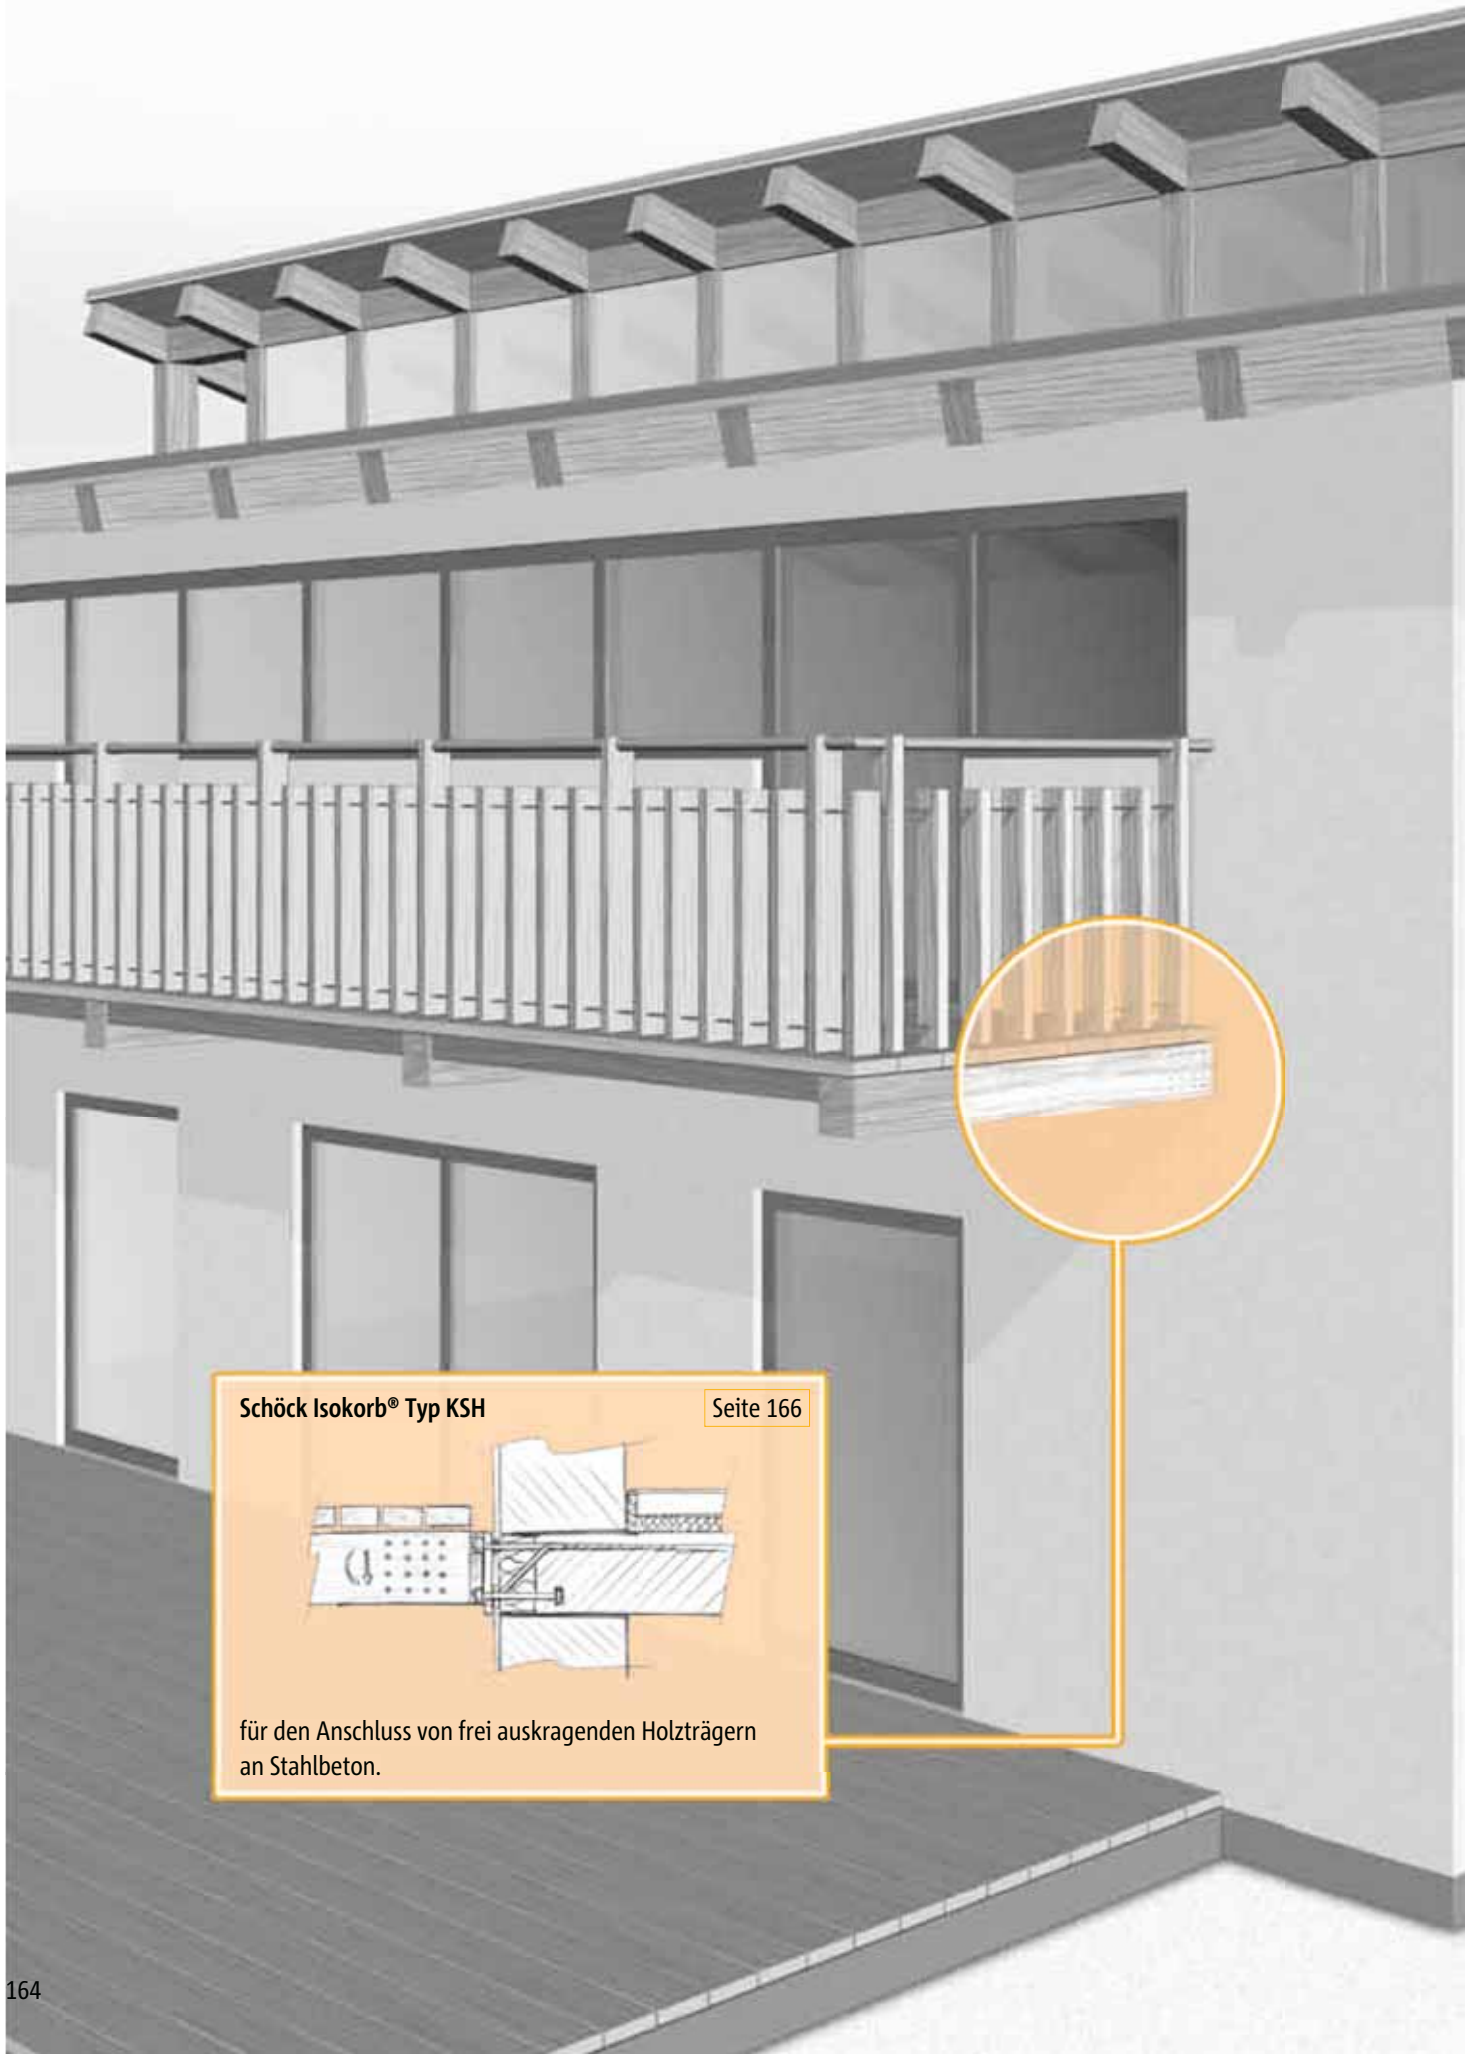 Schöck Isokorb® Typ KSH
Seite 166
für den Anschluss von frei auskragenden Holzträgern
an Stahlbeton.
164